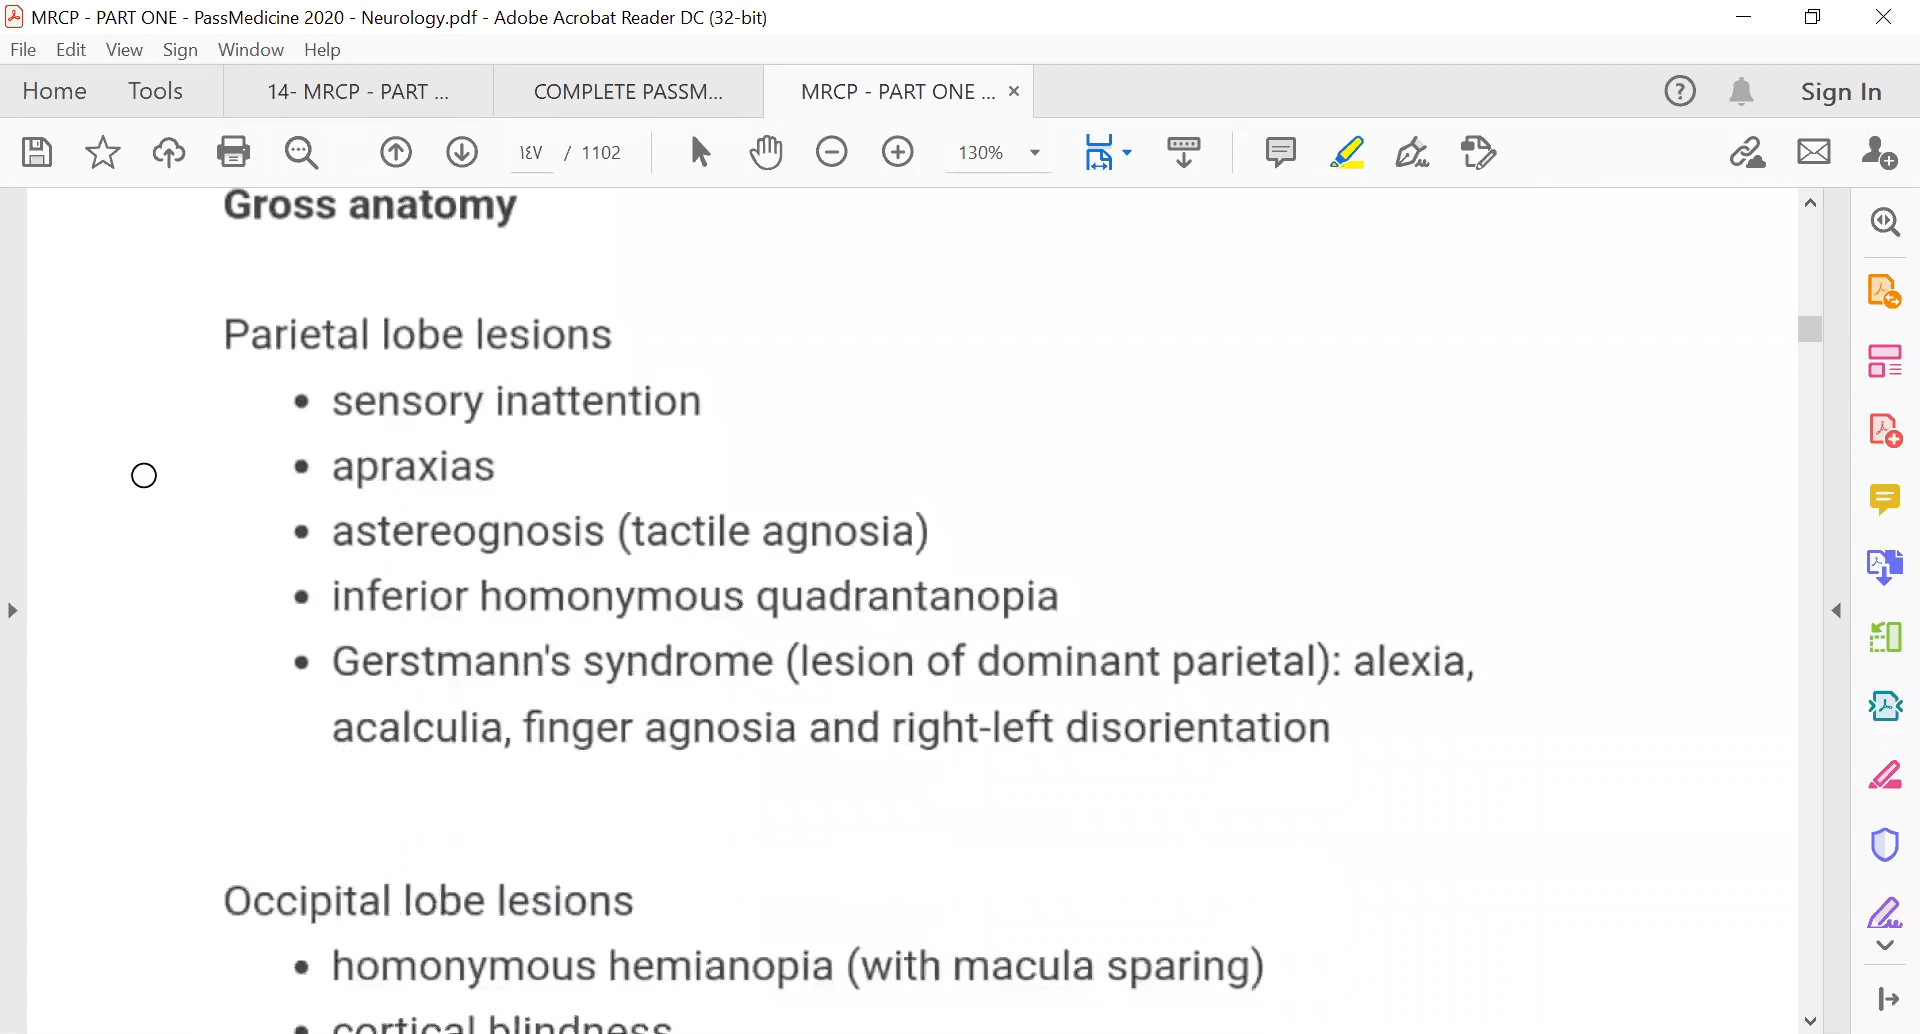 MRCP - PART ONE - PassMedicine 2020 - Neurology.pdf - Adobe Acrobat Reader DC (32-bit)
File Edit View Sign Window Help
Home Tools 14- MRCP - PART ... COMPLETE PASSM... MRCP - PART ONE ... × Sign In
١٤٧ / 1102 130%
Gross anatomy
Parietal lobe lesions
• sensory inattention
• apraxias
• astereognosis (tactile agnosia)
• inferior homonymous quadrantanopia
• Gerstmann's syndrome (lesion of dominant parietal): alexia,
acalculia, finger agnosia and right-left disorientation
Occipital lobe lesions
• homonymous hemianopia (with macula sparing)
• cortical blindness